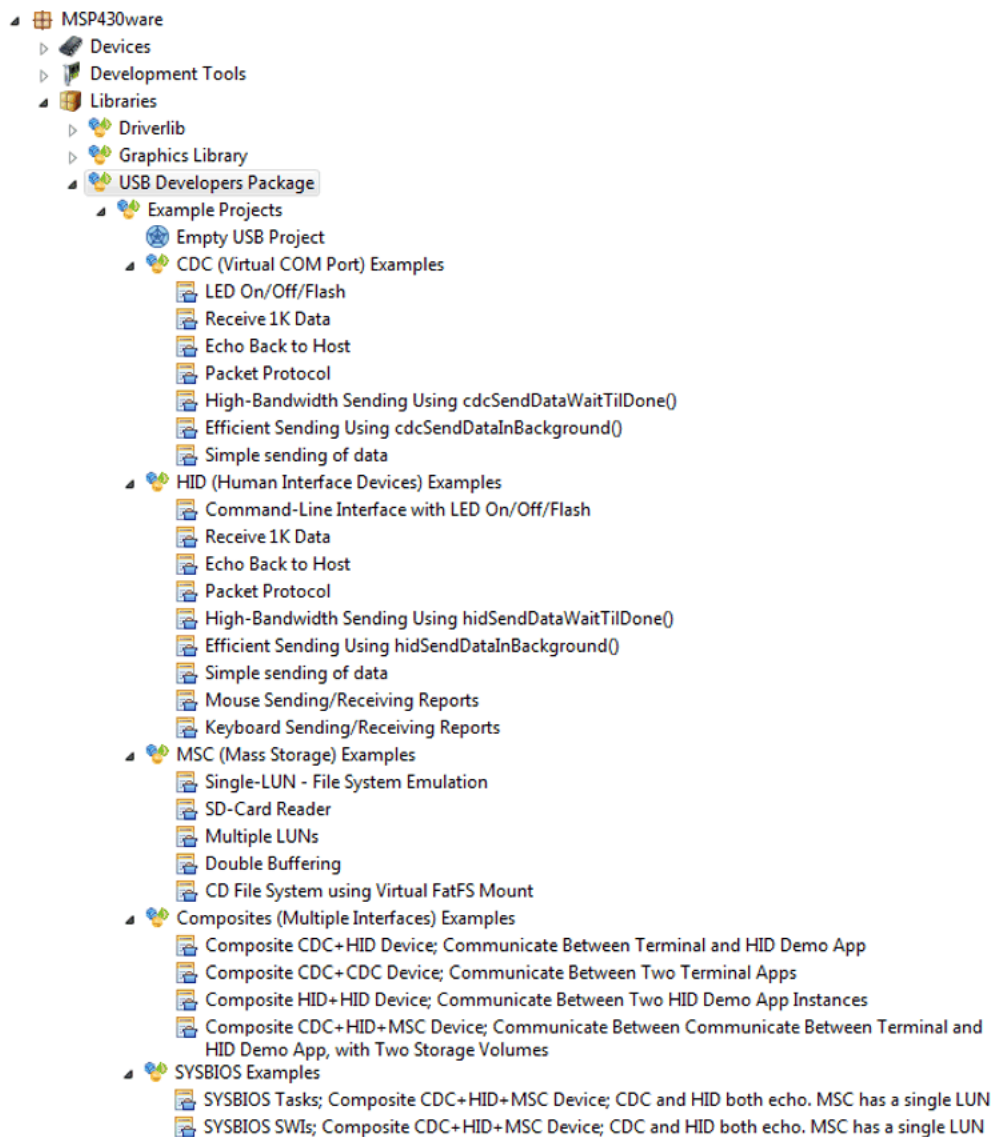 MSP430ware
Devices
Development Tools
Libraries
Driverlib
Graphics Library
USB Developers Package
Example Projects
Empty USB Project
CDC (Virtual COM Port) Examples
LED On/Off/Flash
Receive 1K Data
Echo Back to Host
Packet Protocol
High-Bandwidth Sending Using cdcSendDataWaitTilDone()
Efficient Sending Using cdcSendDataInBackground()
Simple sending of data
HID (Human Interface Devices) Examples
Command-Line Interface with LED On/Off/Flash
Receive 1K Data
Echo Back to Host
Packet Protocol
High-Bandwidth Sending Using hidSendDataWaitTilDone()
Efficient Sending Using hidSendDataInBackground()
Simple sending of data
Mouse Sending/Receiving Reports
Keyboard Sending/Receiving Reports
MSC (Mass Storage) Examples
Single-LUN - File System Emulation
SD-Card Reader
Multiple LUNs
Double Buffering
CD File System using Virtual FatFS Mount
Composites (Multiple Interfaces) Examples
Composite CDC+HID Device; Communicate Between Terminal and HID Demo App
Composite CDC+CDC Device; Communicate Between Two Terminal Apps
Composite HID+HID Device; Communicate Between Two HID Demo App Instances
Composite CDC+HID+MSC Device; Communicate Between Communicate Between Terminal and
HID Demo App, with Two Storage Volumes
SYSBIOS Examples
SYSBIOS Tasks; Composite CDC+HID+MSC Device; CDC and HID both echo. MSC has a single LUN
SYSBIOS SWIs; Composite CDC+HID+MSC Device; CDC and HID both echo. MSC has a single LUN